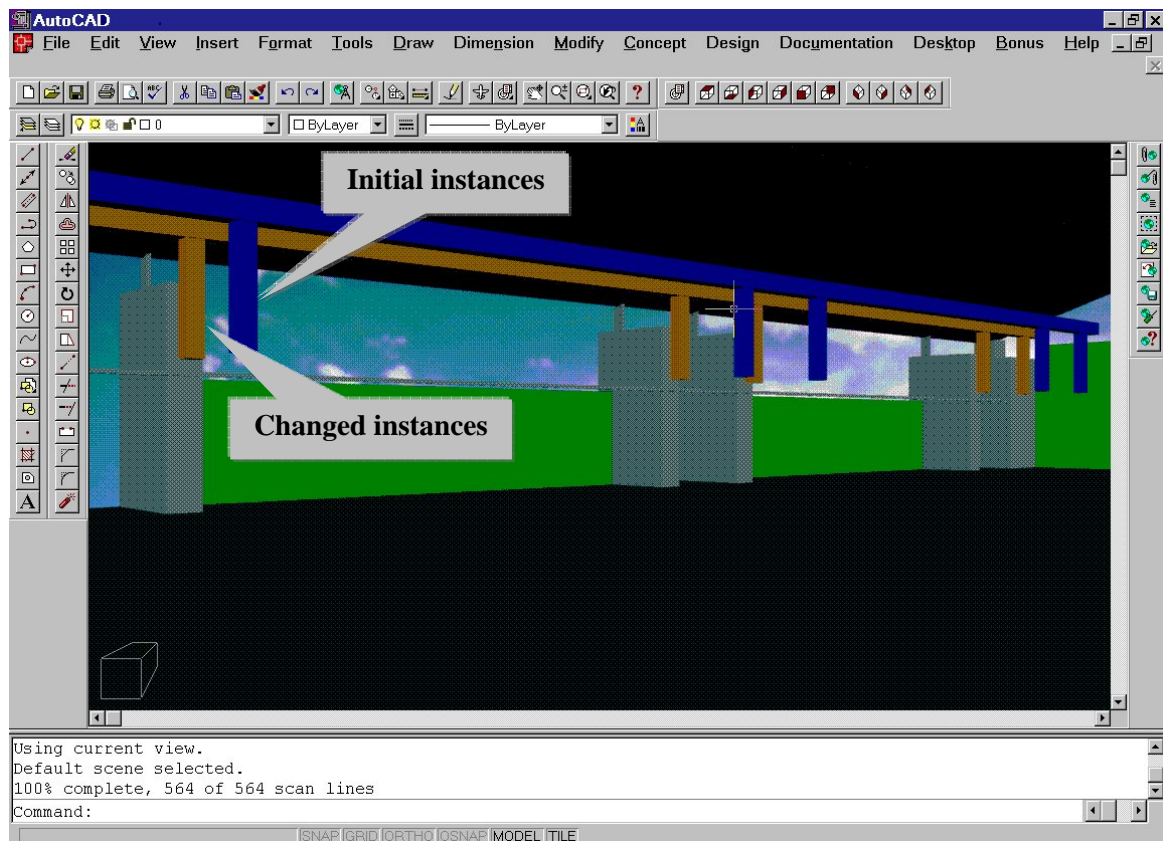 AutoCAD
File Edit View Insert Format Tools Draw Dimension Modify Concept Design Documentation Desktop Bonus Help
0 ByLayer ByLayer
Initial instances
Changed instances
Using current view.
Default scene selected.
100% complete, 564 of 564 scan lines
Command:
SNAP GRID ORTHO OSNAP MODEL TILE